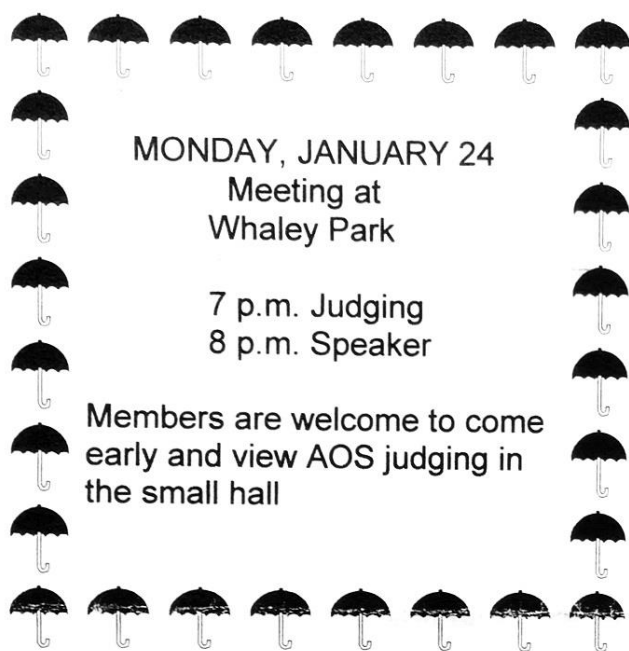 MONDAY, JANUARY 24
Meeting at
Whaley Park
7 p.m. Judging
8 p.m. Speaker
Members are welcome to come
early and view AOS judging in
the small hall